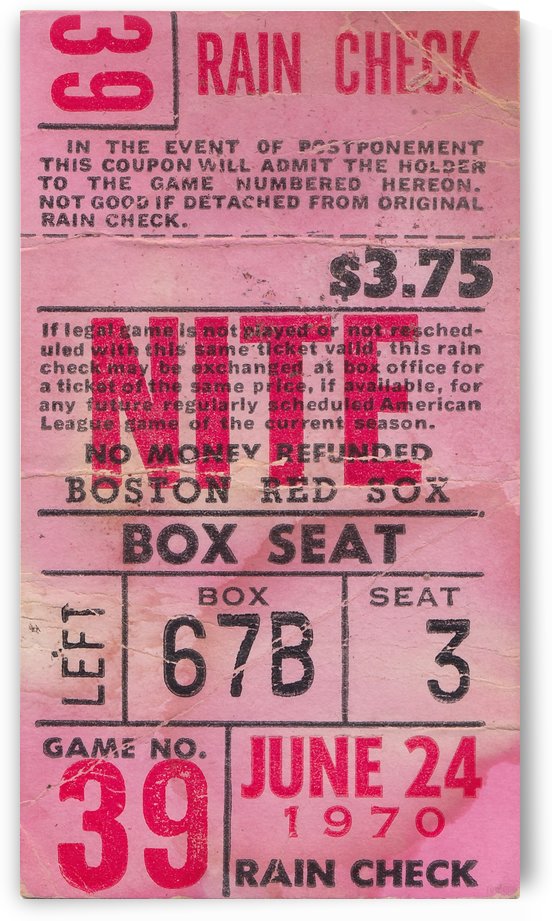 39
RAIN CHECK
IN THE EVENT OF POSTPONEMENT
THIS COUPON WILL ADMIT THE HOLDER
TO THE GAME NUMBERED HEREON.
NOT GOOD IF DETACHED FROM ORIGINAL
RAIN CHECK.
$3.75
NITE
If legal game is not played or not resched-
uled with this same ticket valid, this rain
check may be exchanged at box office for
a ticket of the same price, if available, for
any future regularly scheduled American
League game of the current season.
NO MONEY REFUNDED
BOSTON RED SOX
BOX SEAT
LEFT
BOX
67B
SEAT
3
GAME NO.
39
JUNE 24
1970
RAIN CHECK